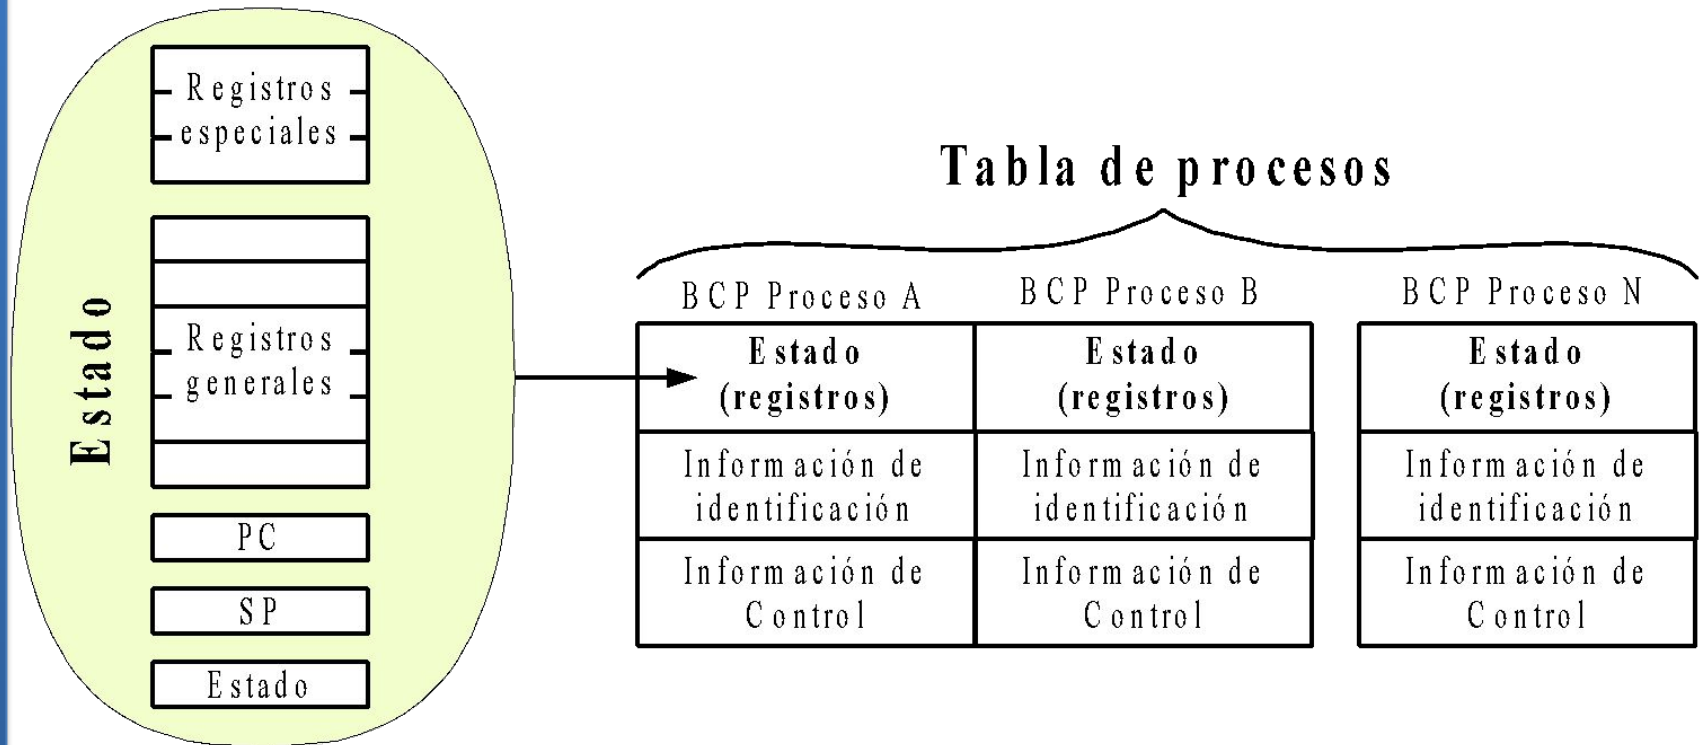 Estado
Registros
especiales
Registros
generales
PC
SP
Estado
Tabla de procesos
BCP Proceso A
BCP Proceso B
BCP Proceso N
Estado
(registros)
Estado
(registros)
Estado
(registros)
Información de
identificación
Información de
identificación
Información de
identificación
Información de
Control
Información de
Control
Información de
Control